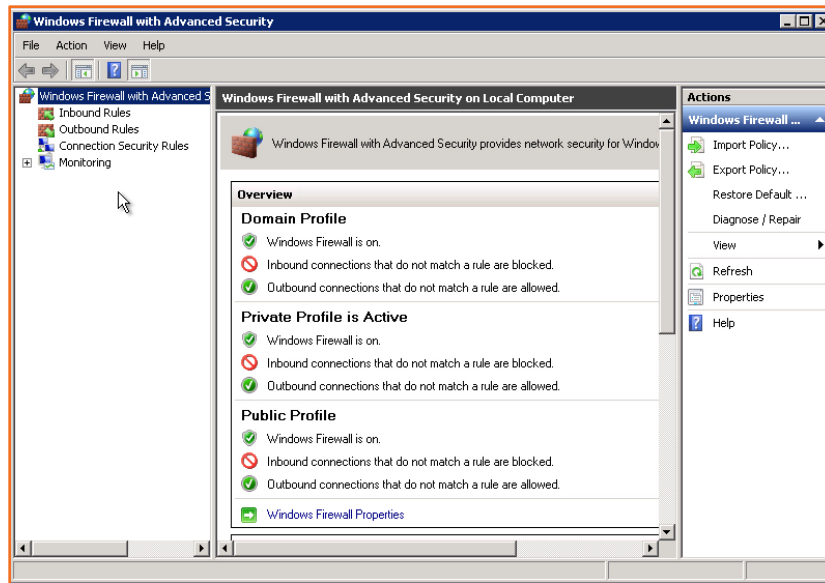 Windows Firewall with Advanced Security
File Action View Help
Windows Firewall with Advanced S
Inbound Rules
Outbound Rules
Connection Security Rules
Monitoring
Windows Firewall with Advanced Security on Local Computer
Windows Firewall with Advanced Security provides network security for Window
Overview
Domain Profile
Windows Firewall is on.
Inbound connections that do not match a rule are blocked.
Outbound connections that do not match a rule are allowed.
Private Profile is Active
Windows Firewall is on.
Inbound connections that do not match a rule are blocked.
Outbound connections that do not match a rule are allowed.
Public Profile
Windows Firewall is on.
Inbound connections that do not match a rule are blocked.
Outbound connections that do not match a rule are allowed.
Windows Firewall Properties
Actions
Windows Firewall ...
Import Policy...
Export Policy...
Restore Default ...
Diagnose / Repair
View
Refresh
Properties
Help